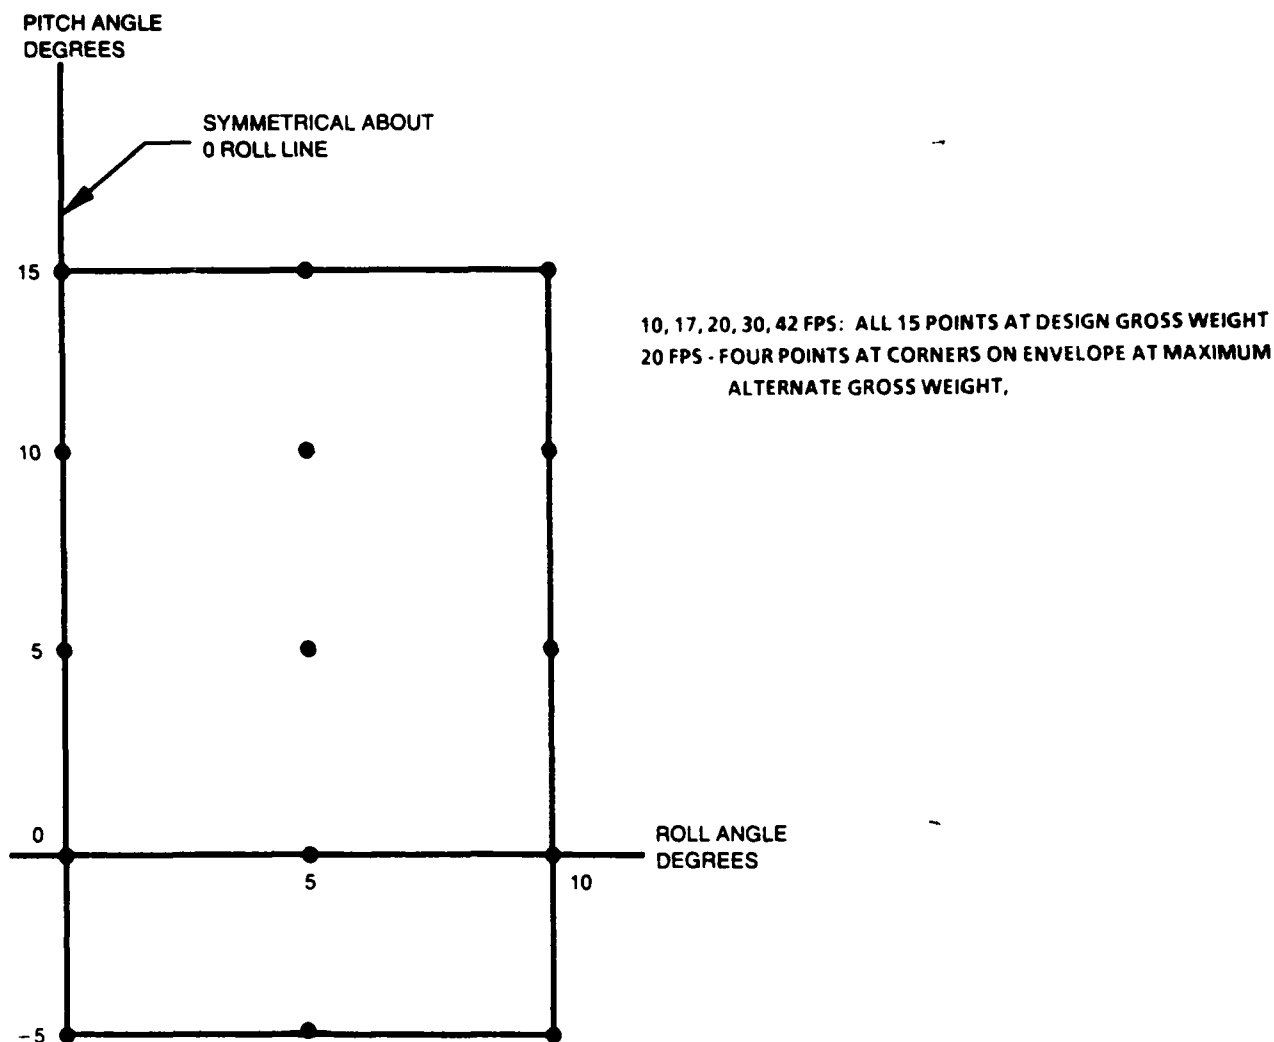 PITCH ANGLE
DEGREES
SYMMETRICAL ABOUT
0 ROLL LINE
15
10, 17, 20, 30, 42 FPS: ALL 15 POINTS AT DESIGN GROSS WEIGHT
20 FPS - FOUR POINTS AT CORNERS ON ENVELOPE AT MAXIMUM
ALTERNATE GROSS WEIGHT,
10
5
0
ROLL ANGLE
DEGREES
5
10
-5